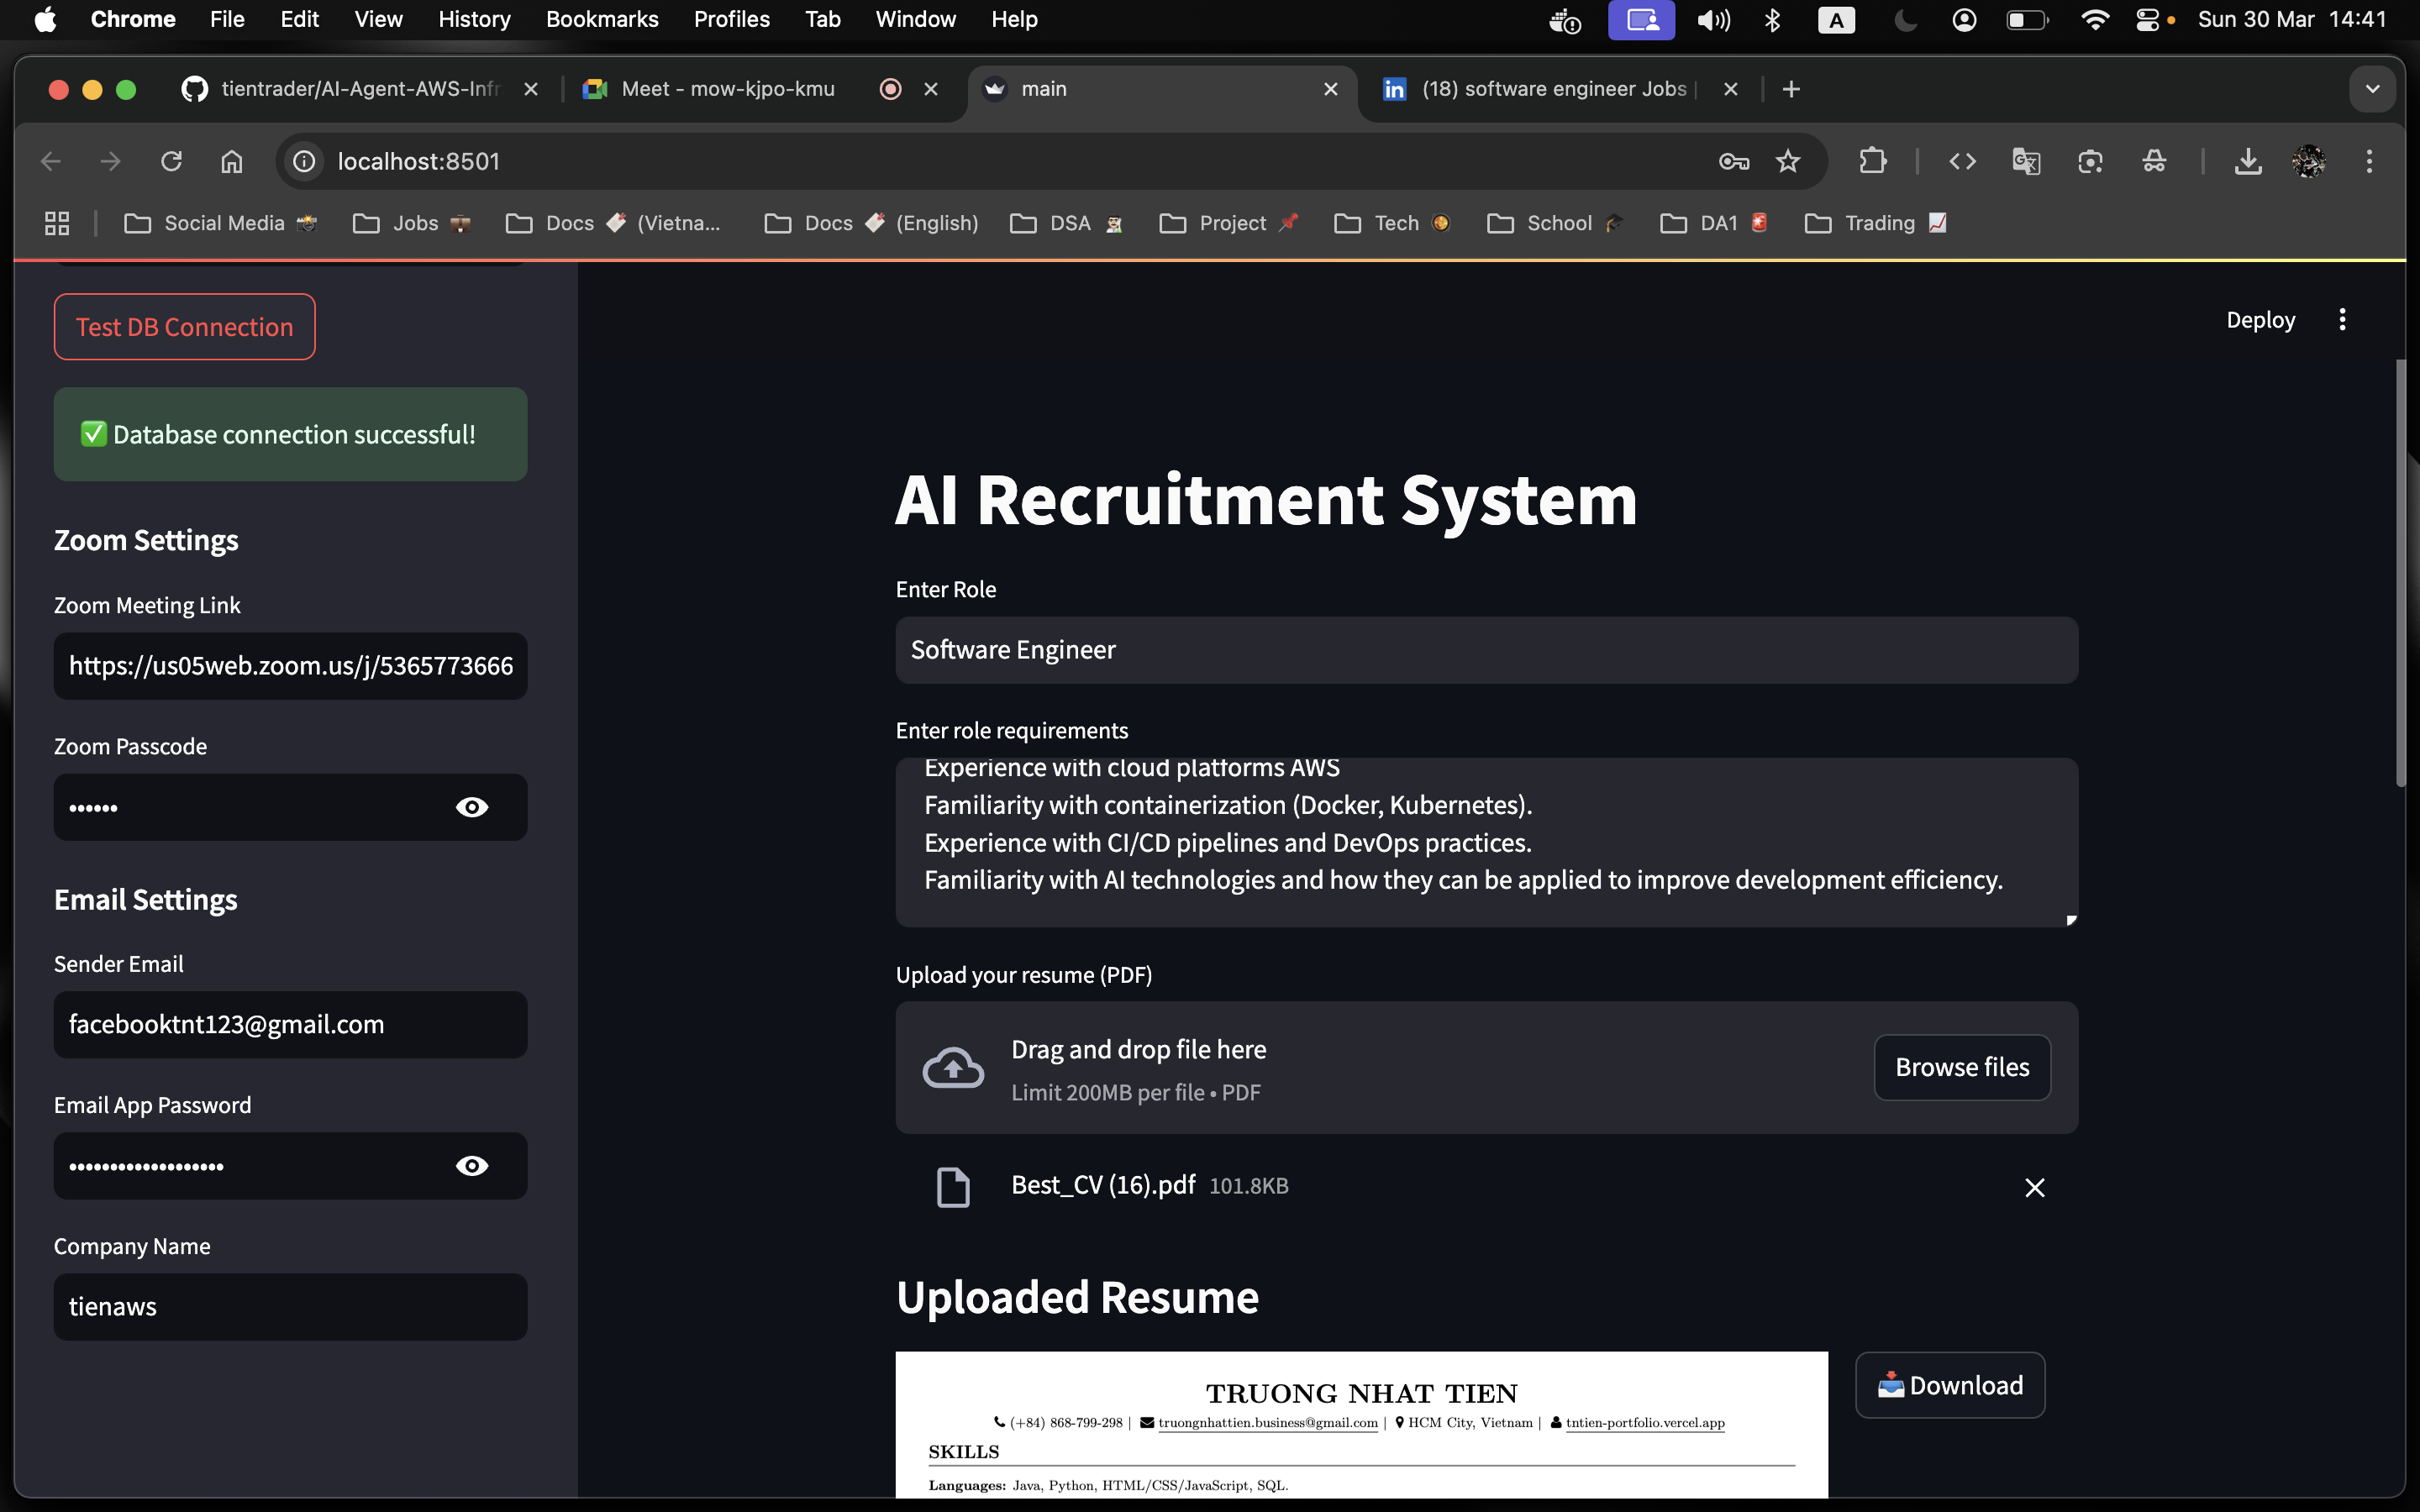 Chrome File Edit View History Bookmarks Profiles Tab Window Help A Sun 30 Mar 14:41
tientrader/AI-Agent-AWS-Infr Meet - mow-kjpo-kmu main (18) software engineer Jobs |
localhost:8501
Social Media Jobs Docs (Vietna... Docs (English) DSA Project Tech School DA1 Trading
Test DB Connection
Database connection successful!
Zoom Settings
Zoom Meeting Link
https://us05web.zoom.us/j/5365773666
Zoom Passcode
••••••
Email Settings
Sender Email
facebooktnt123@gmail.com
Email App Password
•••••••••••••••••••
Company Name
tienaws
Deploy
AI Recruitment System
Enter Role
Software Engineer
Enter role requirements
Experience with cloud platforms AWS
Familiarity with containerization (Docker, Kubernetes).
Experience with CI/CD pipelines and DevOps practices.
Familiarity with AI technologies and how they can be applied to improve development efficiency.
Upload your resume (PDF)
Drag and drop file here
Limit 200MB per file • PDF
Browse files
Best_CV (16).pdf 101.8KB
Uploaded Resume
Download
TRUONG NHAT TIEN
(+84) 868-799-298 | truongnhattien.business@gmail.com | HCM City, Vietnam | tntien-portfolio.vercel.app
SKILLS
Languages: Java, Python, HTML/CSS/JavaScript, SQL.